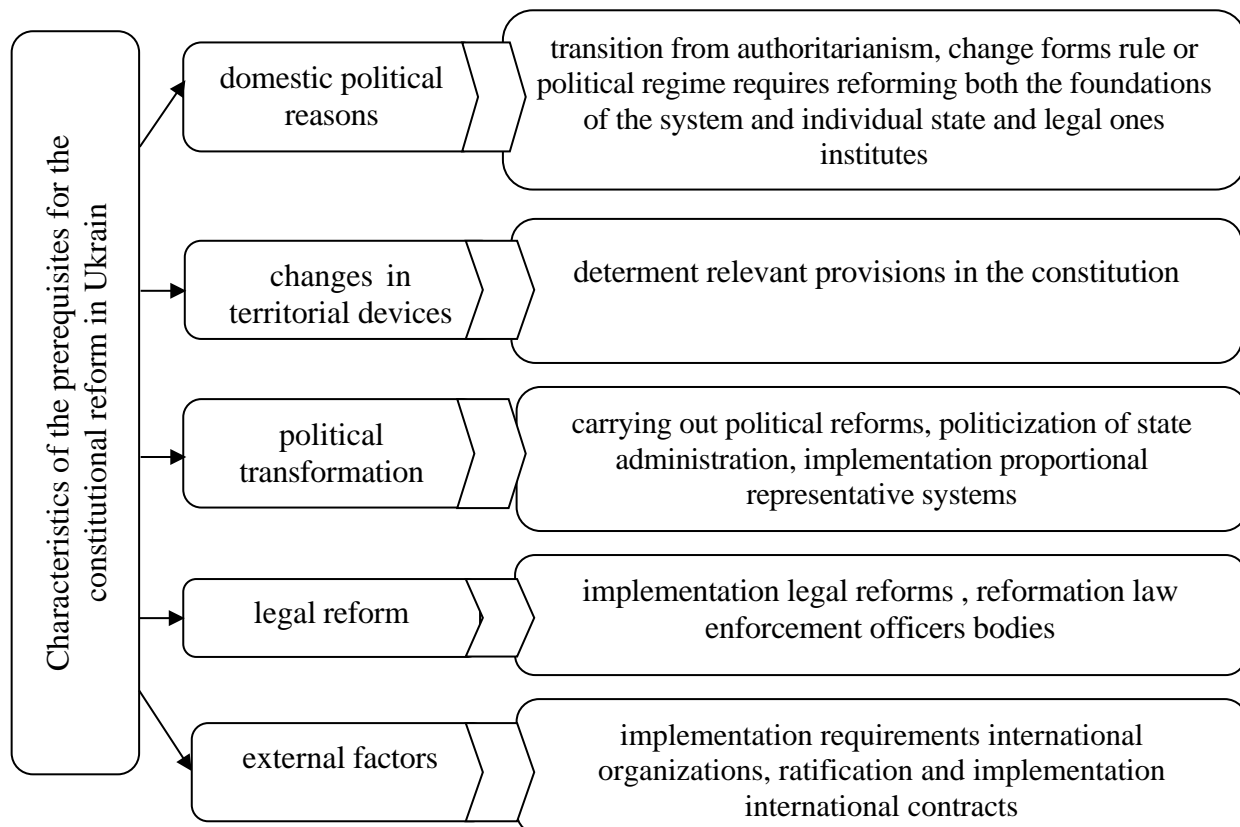 Characteristics of the prerequisites for the
constitutional reform in Ukrain
domestic political
reasons
transition from authoritarianism, change forms rule or
political regime requires reforming both the foundations
of the system and individual state and legal ones
institutes
changes in
territorial devices
determent relevant provisions in the constitution
political
transformation
carrying out political reforms, politicization of state
administration, implementation proportional
representative systems
legal reform
implementation legal reforms , reformation law
enforcement officers bodies
external factors
implementation requirements international
organizations, ratification and implementation
international contracts